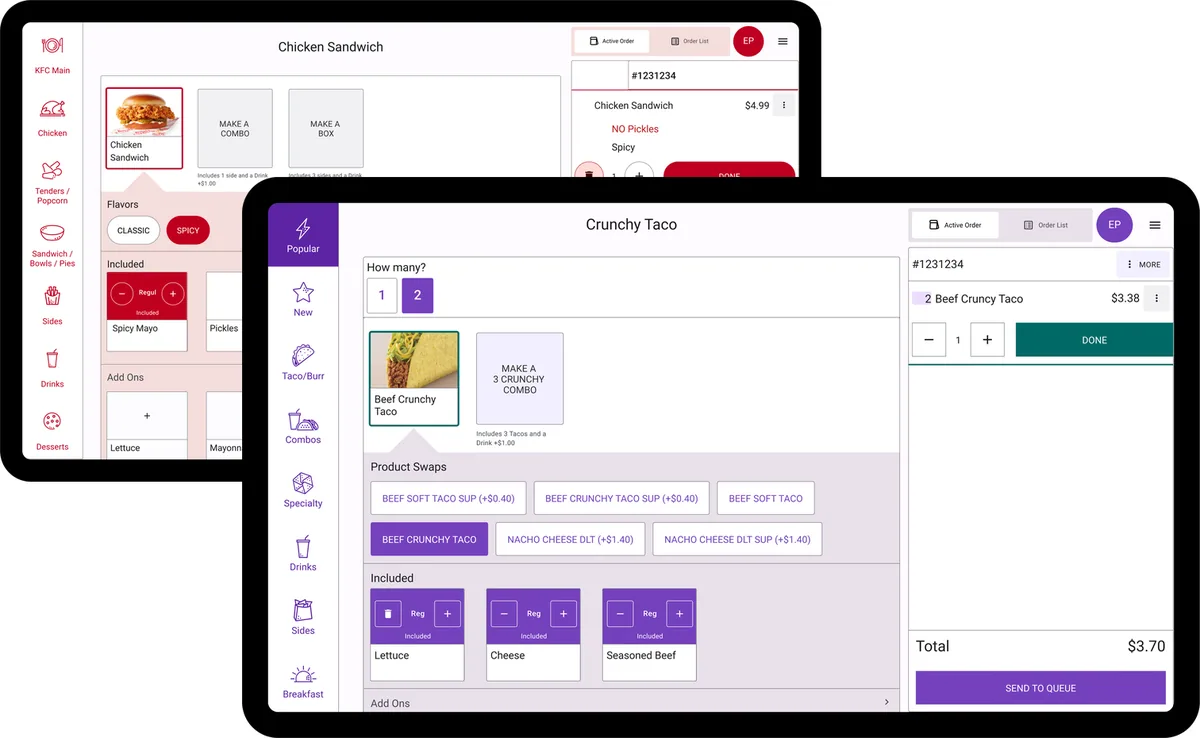 KFC Main
Chicken
Tenders /
Popcorn
Sandwich /
Bowls / Pies
Sides
Drinks
Desserts
Chicken Sandwich
Chicken
Sandwich
MAKE A
COMBO
Includes 1 side and a Drink
+$1.00
MAKE A
BOX
Includes 3 sides and a Drink
Flavors
CLASSIC
SPICY
Included
− Regul +
Included
Spicy Mayo
Pickles
Add Ons
+
Lettuce
Mayonn
Active Order
Order List
EP
#1231234
Chicken Sandwich $4.99
NO Pickles
Spicy
1 +
DONE
Popular
New
Taco/Burr
Combos
Specialty
Drinks
Sides
Breakfast
Crunchy Taco
How many?
1 2
Beef Crunchy
Taco
MAKE A
3 CRUNCHY
COMBO
Includes 3 Tacos and a
Drink +$1.00
Product Swaps
BEEF SOFT TACO SUP (+$0.40) BEEF CRUNCHY TACO SUP (+$0.40) BEEF SOFT TACO
BEEF CRUNCHY TACO NACHO CHEESE DLT (+$1.40) NACHO CHEESE DLT SUP (+$1.40)
Included
Reg +
Included
Lettuce
− Reg +
Included
Cheese
− Reg +
Included
Seasoned Beef
Add Ons
Active Order
Order List
EP
#1231234
MORE
2 Beef Cruncy Taco $3.38
− 1 + DONE
Total $3.70
SEND TO QUEUE